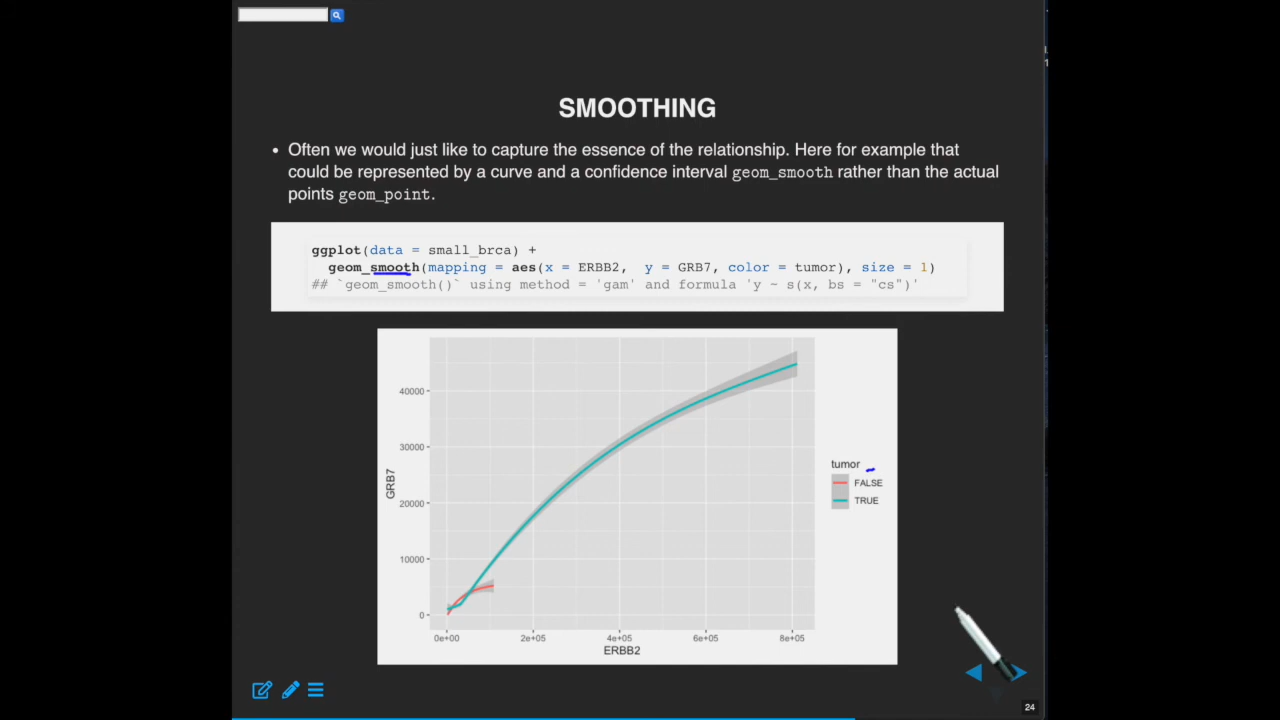 SMOOTHING
• Often we would just like to capture the essence of the relationship. Here for example that
could be represented by a curve and a confidence interval geom_smooth rather than the actual
points geom_point.
ggplot(data = small_brca) +
geom_smooth(mapping = aes(x = ERBB2, y = GRB7, color = tumor), size = 1)
## `geom_smooth()` using method = 'gam' and formula 'y ~ s(x, bs = "cs")'
40000
30000
20000
10000
0
GRB7
0e+00 2e+05 4e+05 6e+05 8e+05
ERBB2
tumor
FALSE
TRUE
24